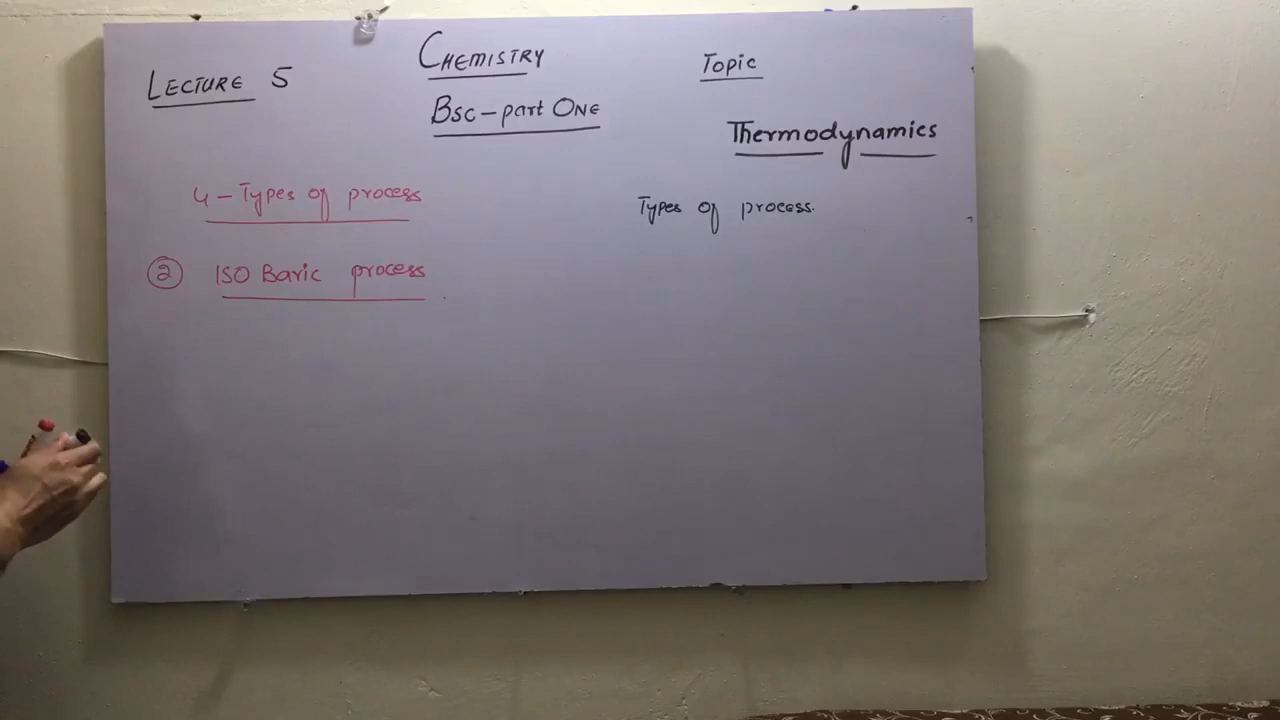 LECTURE 5
CHEMISTRY
Bsc-part ONE
Topic
Thermodynamics
4-Types of process
Types of process.
2 ISO Baric process